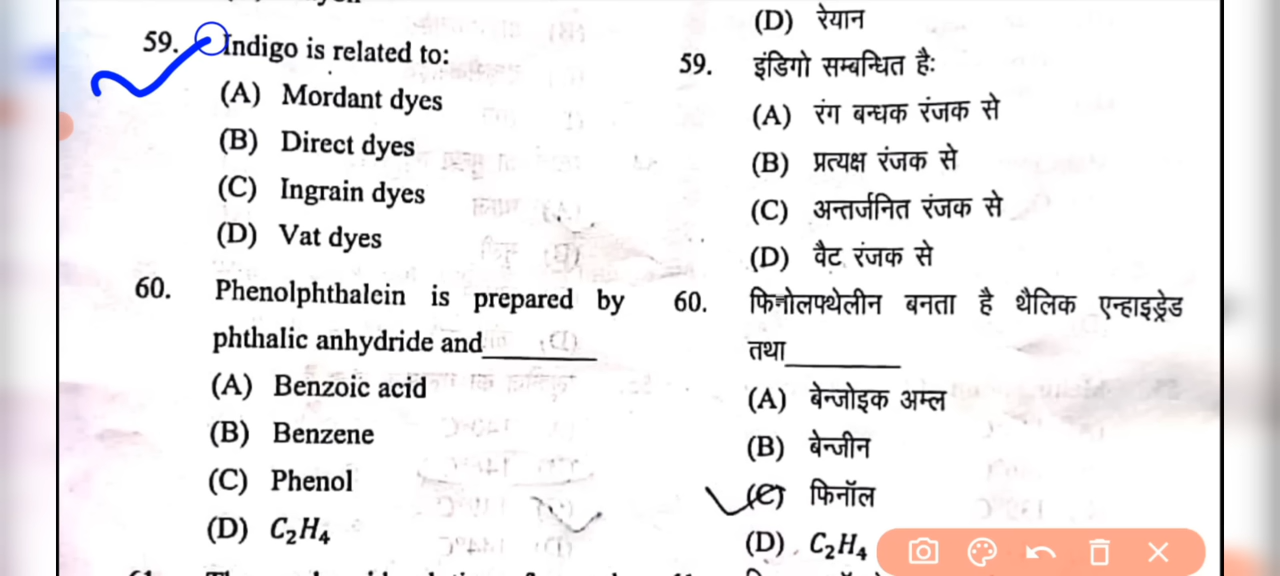 59. Indigo is related to:
(A) Mordant dyes
(B) Direct dyes
(C) Ingrain dyes
(D) Vat dyes
60. Phenolphthalein is prepared by
phthalic anhydride and________
(A) Benzoic acid
(B) Benzene
(C) Phenol
(D) C₂H₄
(D) रेयान
59. इंडिगो सम्बन्धित है:
(A) रंग बन्धक रंजक से
(B) प्रत्यक्ष रंजक से
(C) अन्तर्जनित रंजक से
(D) वैट रंजक से
60. फिनोलफ्थेलीन बनता है थैलिक एन्हाइड्रेड
तथा________
(A) बेन्जोइक अम्ल
(B) बेन्जीन
(C) फिनॉल
(D) C₂H₄